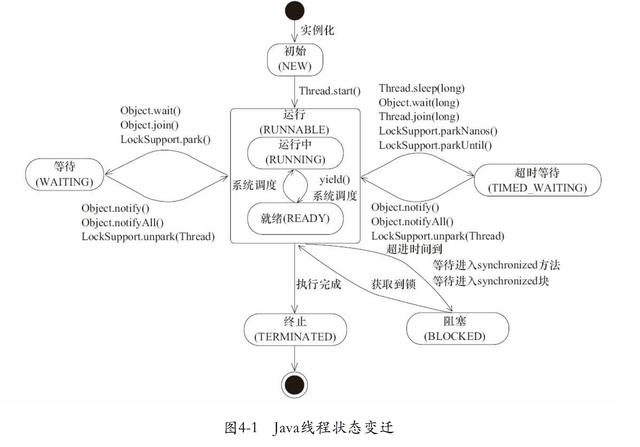 实例化
初始
(NEW)
Thread.start()
Object.wait()
Object.join()
LockSupport.park()
运行
(RUNNABLE)
运行中
(RUNNING)
Thread.sleep(long)
Object.wait(long)
Thread.join(long)
LockSupport.parkNanos()
LockSupport.parkUntil()
等待
(WAITING)
系统调度
yield()
系统调度
超时等待
(TIMED_WAITING)
Object.notify()
Object.notifyAll()
LockSupport.unpark(Thread)
就绪(READY)
Object.notify()
Object.notifyAll()
LockSupport.unpark(Thread)
超进时间到
等待进入synchronized方法
等待进入synchronized块
执行完成
获取到锁
终止
(TERMINATED)
阻塞
(BLOCKED)
图4-1 Java线程状态变迁